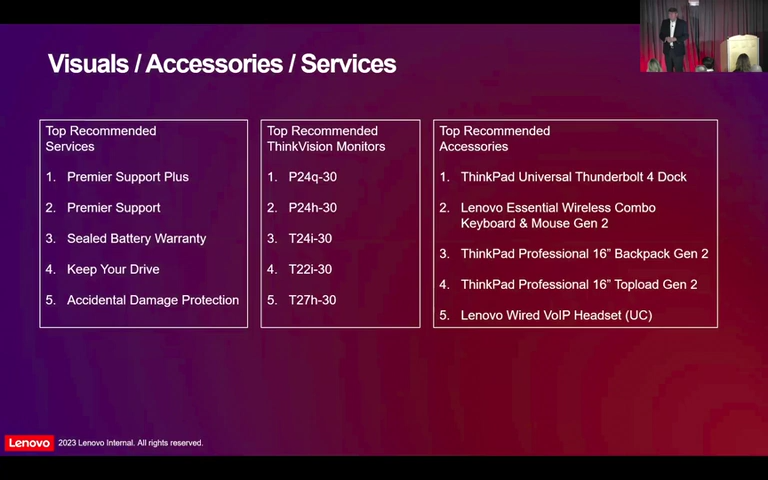 Visuals / Accessories / Services
Top Recommended
Services
1. Premier Support Plus
2. Premier Support
3. Sealed Battery Warranty
4. Keep Your Drive
5. Accidental Damage Protection
Top Recommended
ThinkVision Monitors
1. P24q-30
2. P24h-30
3. T24i-30
4. T22i-30
5. T27h-30
Top Recommended
Accessories
1. ThinkPad Universal Thunderbolt 4 Dock
2. Lenovo Essential Wireless Combo
Keyboard & Mouse Gen 2
3. ThinkPad Professional 16” Backpack Gen 2
4. ThinkPad Professional 16” Topload Gen 2
5. Lenovo Wired VoIP Headset (UC)
Lenovo 2023 Lenovo Internal. All rights reserved.